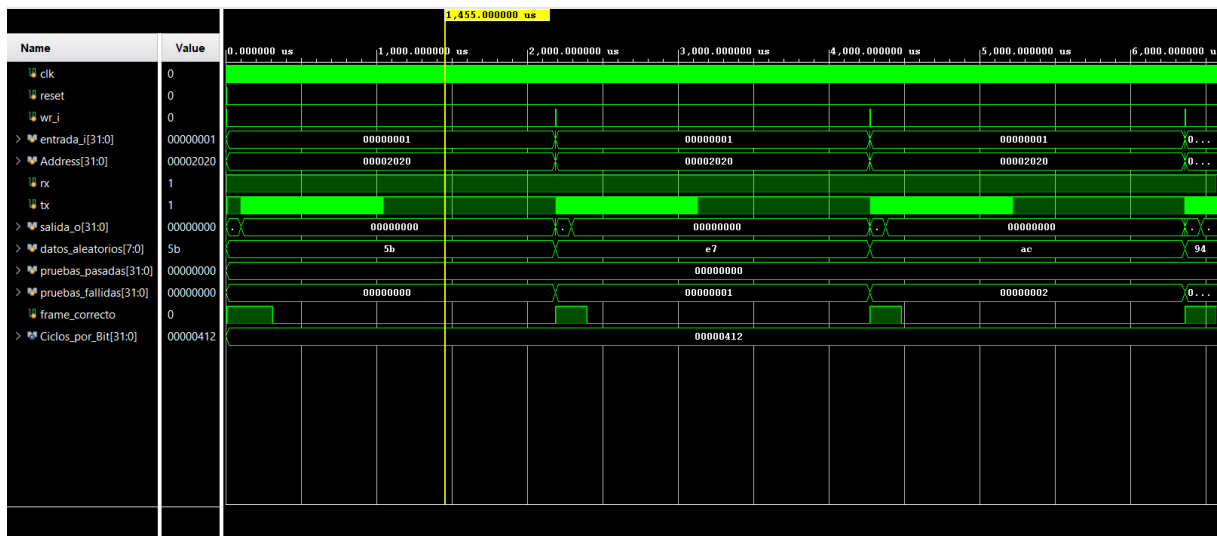 1,455.000000 us
Name Value 0.000000 us 1,000.000000 us 2,000.000000 us 3,000.000000 us 4,000.000000 us 5,000.000000 us 6,000.000000 u
clk 0
reset 0
wr_i 0
entrada_i[31:0] 00000001 00000001 00000001 00000001 0...
Address[31:0] 00002020 00002020 00002020 00002020 0...
rx 1
tx 1
salida_o[31:0] 00000000 . 00000000 . 00000000 . 00000000 . .
datos_aleatorios[7:0] 5b 5b e7 ac 94
pruebas_pasadas[31:0] 00000000 00000000
pruebas_fallidas[31:0] 00000000 00000000 00000001 00000002 0...
frame_correcto 0
Ciclos_por_Bit[31:0] 00000412 00000412